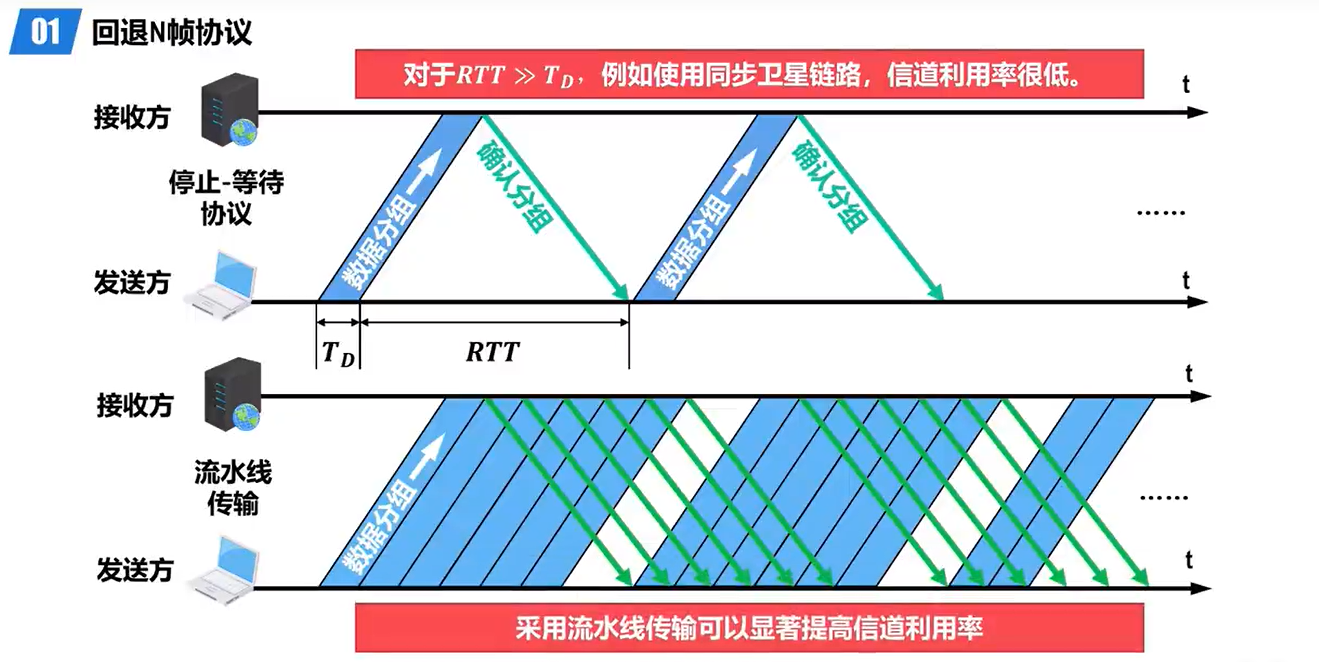 01 回退N帧协议
对于RTT ≫ T_D，例如使用同步卫星链路，信道利用率很低。
t
接收方
停止-等待
协议
数据分组
确认分组
数据分组
确认分组
……
发送方
t
T_D
RTT
t
接收方
流水线
传输
数据分组
……
发送方
t
采用流水线传输可以显著提高信道利用率